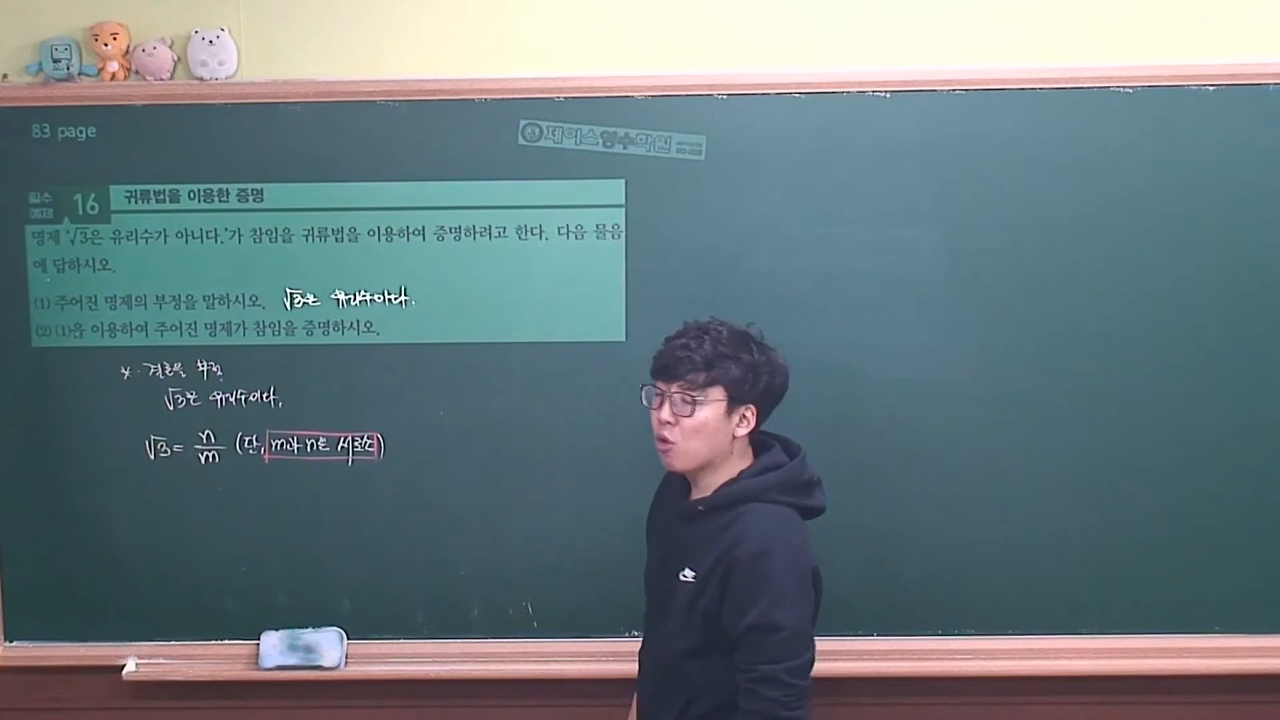 83 page
제이스영수학원
필수 예제 16 귀류법을 이용한 증명
명제 '√3은 유리수가 아니다.'가 참임을 귀류법을 이용하여 증명하려고 한다. 다음 물음
에 답하시오.
(1) 주어진 명제의 부정을 말하시오. √3은 유리수이다.
(2) (1)을 이용하여 주어진 명제가 참임을 증명하시오.
* 결론을 부정
√3은 유리수이다.
√3 = n/m (단, m과 n은 서로소)